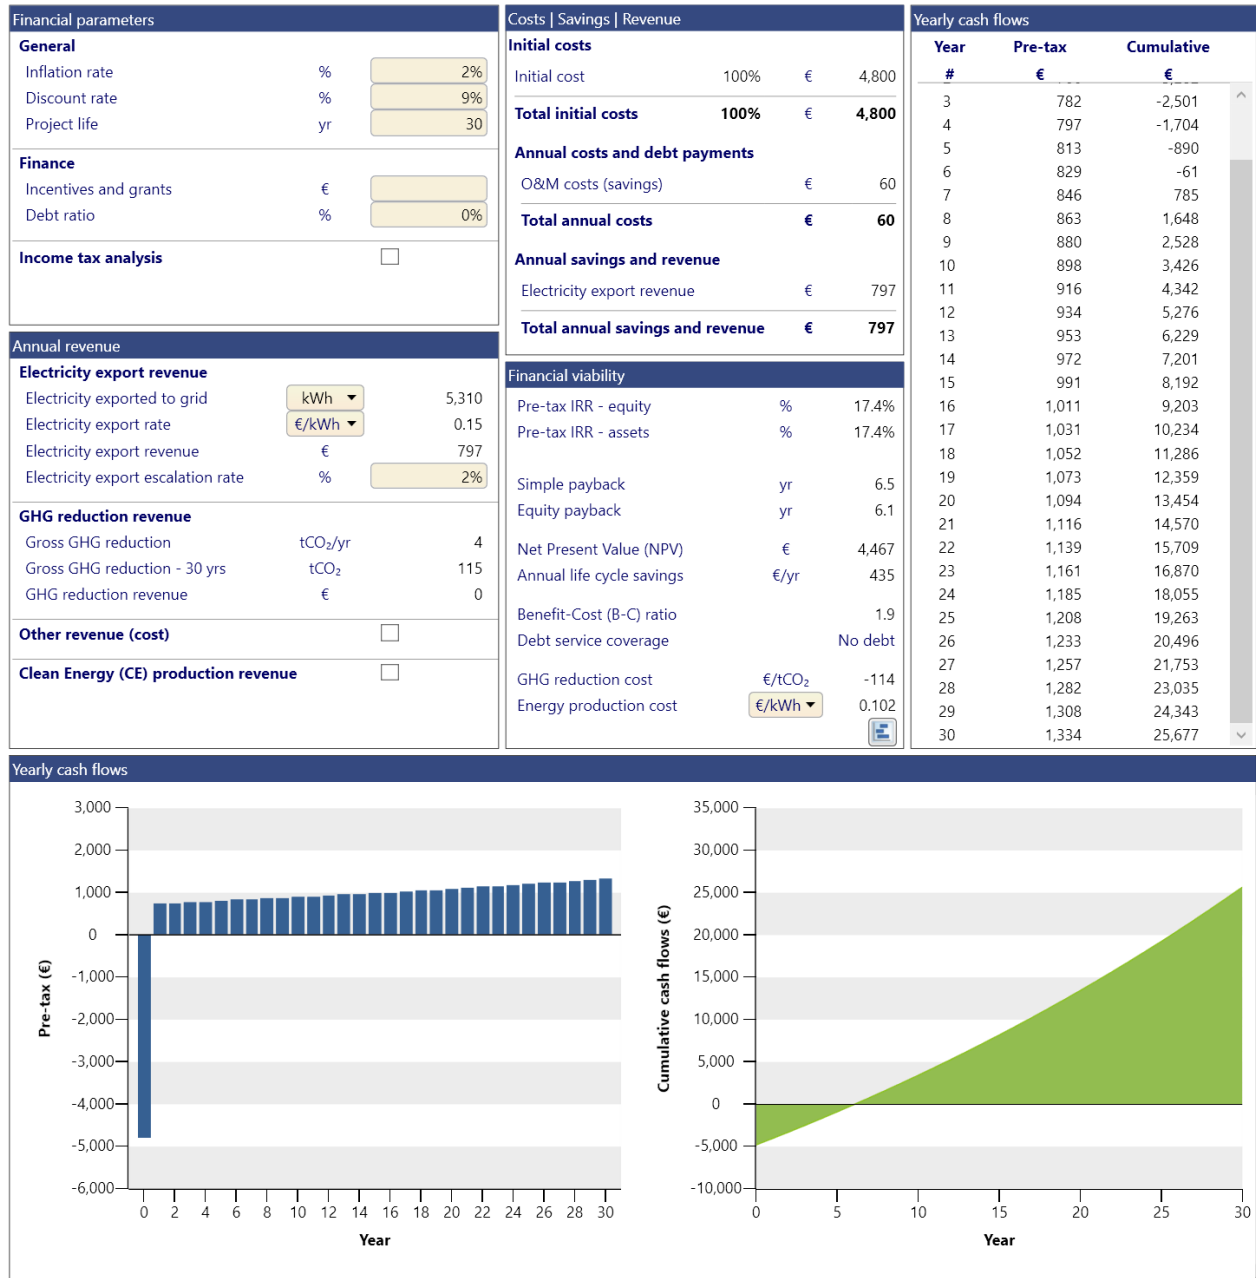 Financial parameters
General
Inflation rate % 2%
Discount rate % 9%
Project life yr 30
Finance
Incentives and grants €
Debt ratio % 0%
Income tax analysis
Annual revenue
Electricity export revenue
Electricity exported to grid kWh 5,310
Electricity export rate €/kWh 0.15
Electricity export revenue € 797
Electricity export escalation rate % 2%
GHG reduction revenue
Gross GHG reduction tCO₂/yr 4
Gross GHG reduction - 30 yrs tCO₂ 115
GHG reduction revenue € 0
Other revenue (cost)
Clean Energy (CE) production revenue
Costs | Savings | Revenue
Initial costs
Initial cost 100% € 4,800
Total initial costs 100% € 4,800
Annual costs and debt payments
O&M costs (savings) € 60
Total annual costs € 60
Annual savings and revenue
Electricity export revenue € 797
Total annual savings and revenue € 797
Financial viability
Pre-tax IRR - equity % 17.4%
Pre-tax IRR - assets % 17.4%
Simple payback yr 6.5
Equity payback yr 6.1
Net Present Value (NPV) € 4,467
Annual life cycle savings €/yr 435
Benefit-Cost (B-C) ratio 1.9
Debt service coverage No debt
GHG reduction cost €/tCO₂ -114
Energy production cost €/kWh 0.102
Yearly cash flows
Year Pre-tax Cumulative
# € €
3 782 -2,501
4 797 -1,704
5 813 -890
6 829 -61
7 846 785
8 863 1,648
9 880 2,528
10 898 3,426
11 916 4,342
12 934 5,276
13 953 6,229
14 972 7,201
15 991 8,192
16 1,011 9,203
17 1,031 10,234
18 1,052 11,286
19 1,073 12,359
20 1,094 13,454
21 1,116 14,570
22 1,139 15,709
23 1,161 16,870
24 1,185 18,055
25 1,208 19,263
26 1,233 20,496
27 1,257 21,753
28 1,282 23,035
29 1,308 24,343
30 1,334 25,677
Yearly cash flows
Pre-tax (€)
3,000
2,000
1,000
0
-1,000
-2,000
-3,000
-4,000
-5,000
-6,000
0 2 4 6 8 10 12 14 16 18 20 22 24 26 28 30
Year
Cumulative cash flows (€)
35,000
30,000
25,000
20,000
15,000
10,000
5,000
0
-5,000
-10,000
0 5 10 15 20 25 30
Year